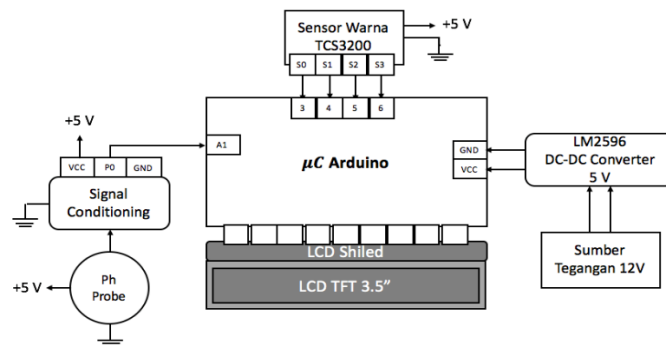 Sensor Warna
TCS3200
+5 V
S0 S1 S2 S3
3 4 5 6
+5 V
A1
μC Arduino
GND
VCC
LM2596
DC-DC Converter
5 V
VCC P0 GND
Signal
Conditioning
LCD Shiled
Sumber
Tegangan 12V
LCD TFT 3.5”
Ph
Probe
+5 V